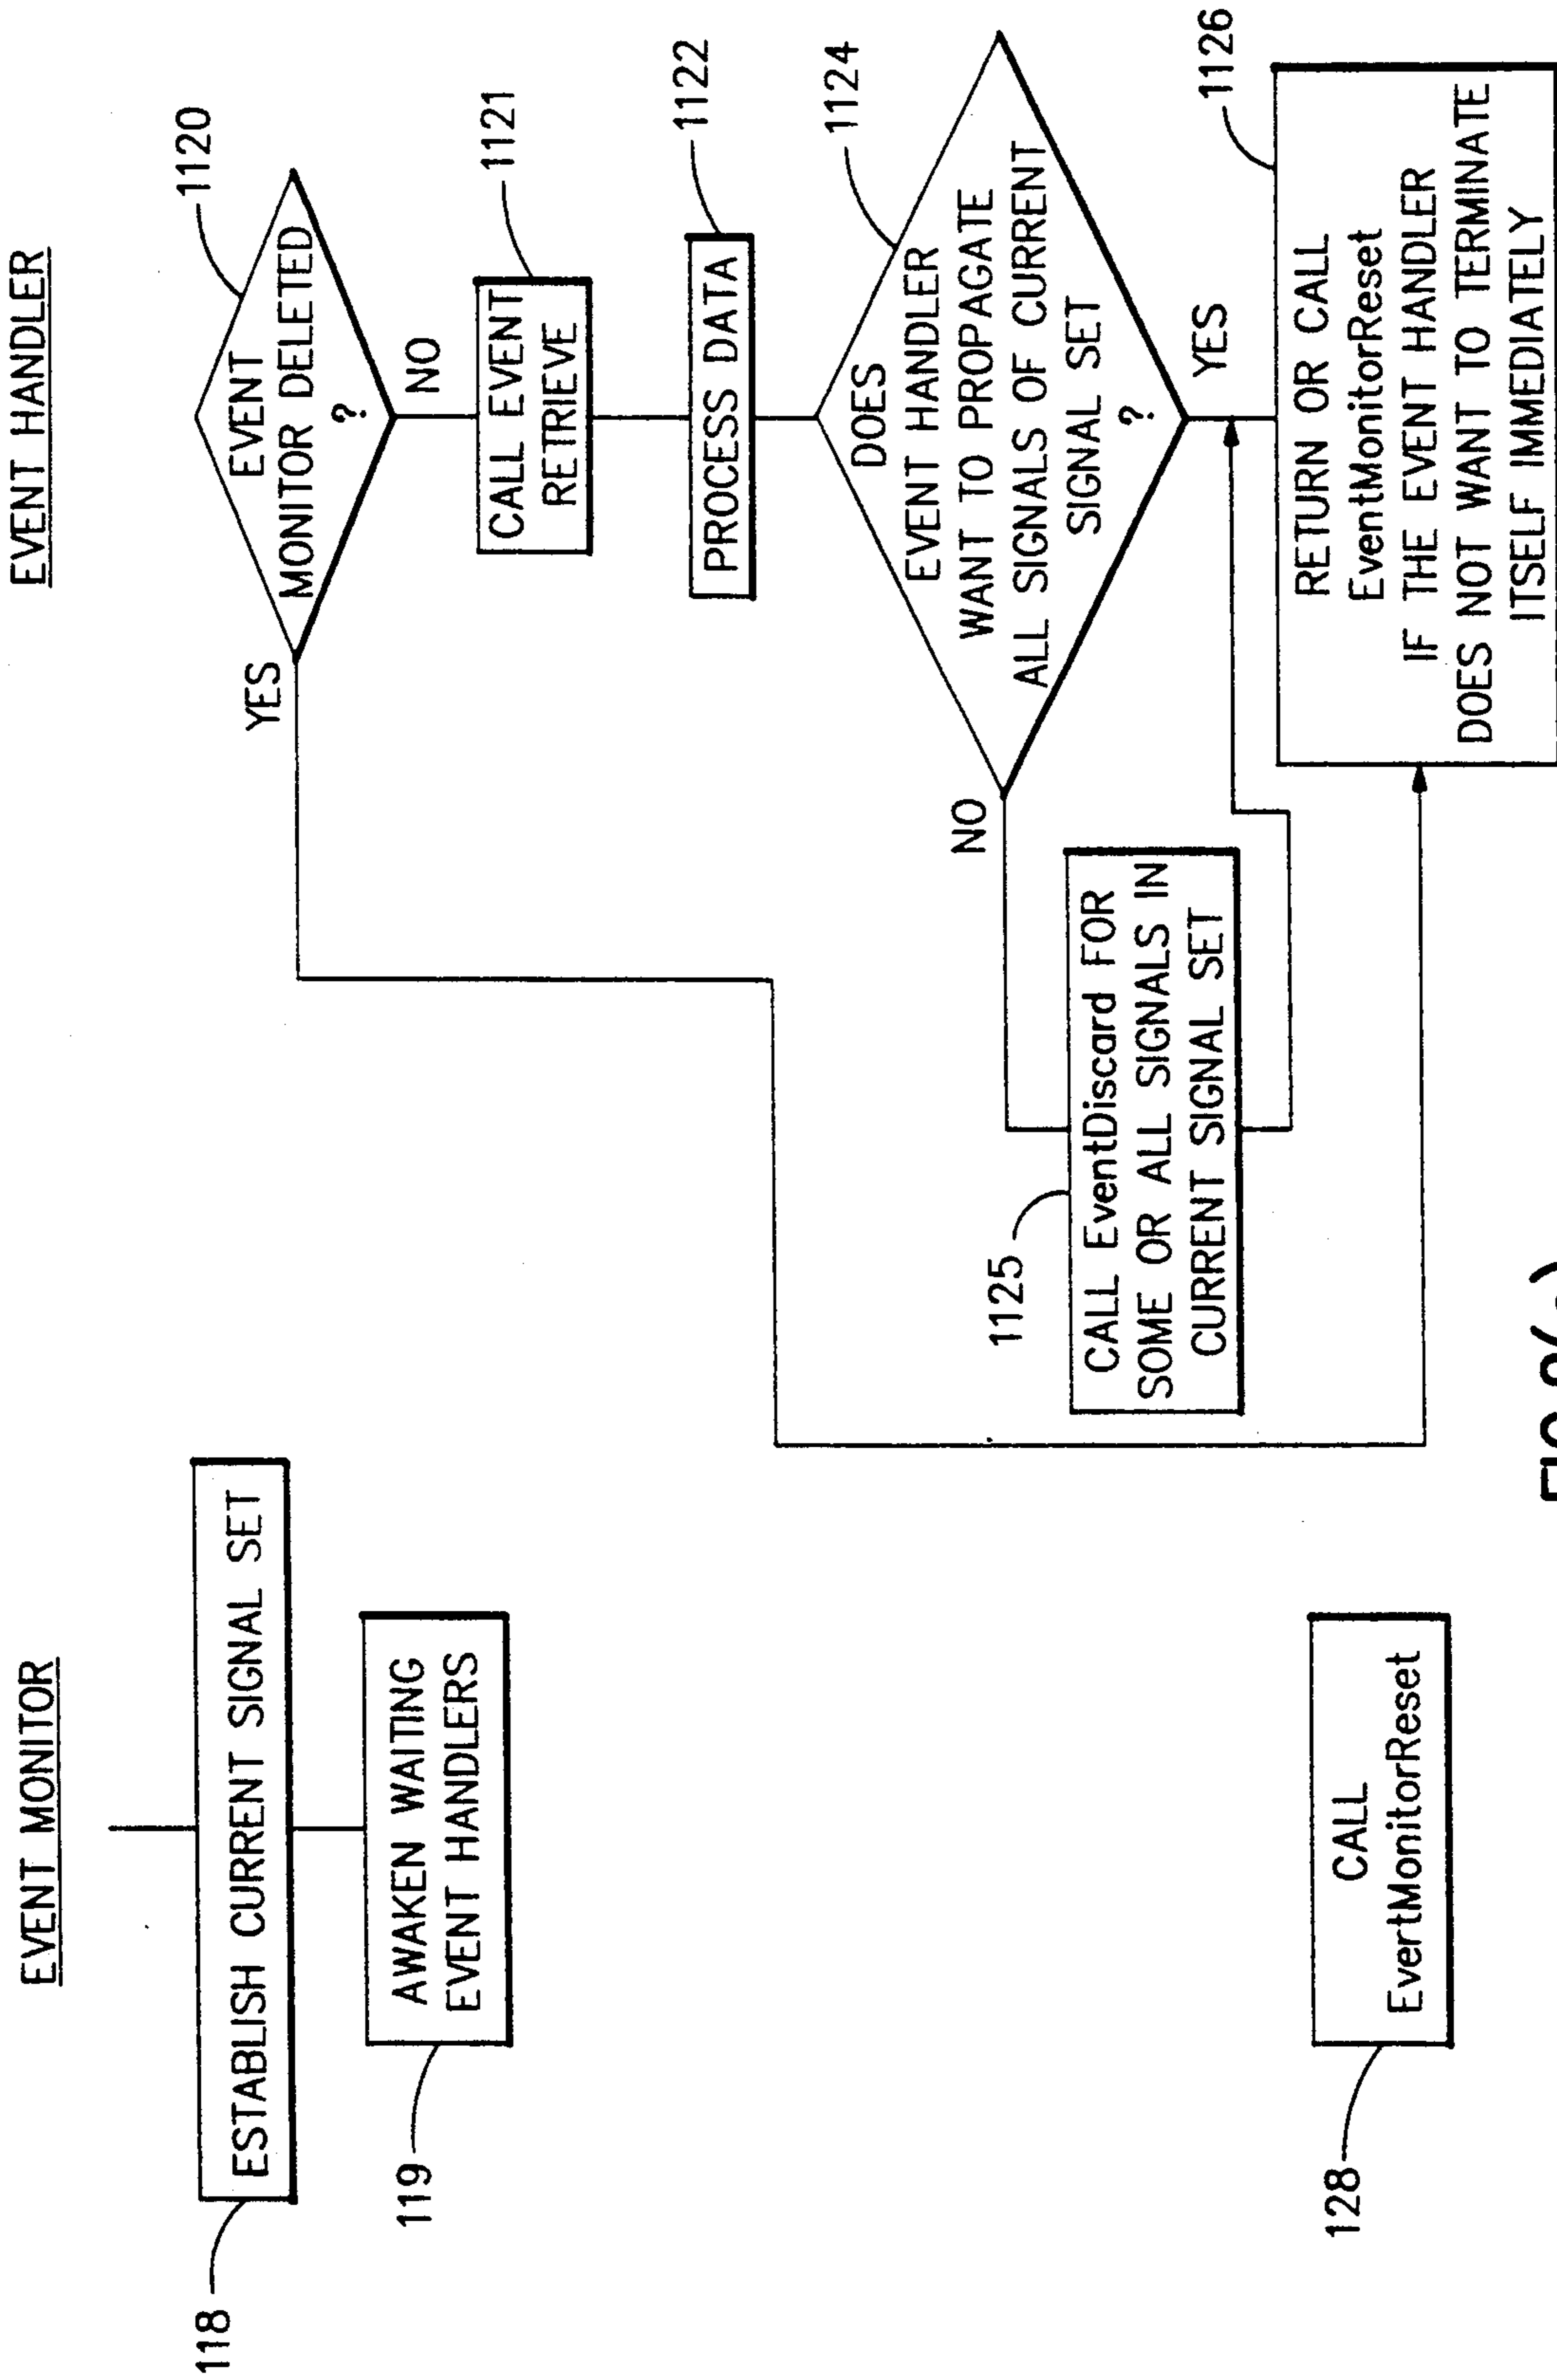 EVENT MONITOR
118
ESTABLISH CURRENT SIGNAL SET
119
AWAKEN WAITING
EVENT HANDLERS
128
CALL
EvertMonitorReset
EVENT HANDLER
1120
EVENT
MONITOR DELETED
?
YES
NO
1121
CALL EVENT
RETRIEVE
1122
PROCESS DATA
1124
DOES
EVENT HANDLER
WANT TO PROPAGATE
ALL SIGNALS OF CURRENT
SIGNAL SET
?
NO
YES
1125
CALL EventDiscard FOR
SOME OR ALL SIGNALS IN
CURRENT SIGNAL SET
1126
RETURN OR CALL
EventMonitorReset
IF THE EVENT HANDLER
DOES NOT WANT TO TERMINATE
ITSELF IMMEDIATELY